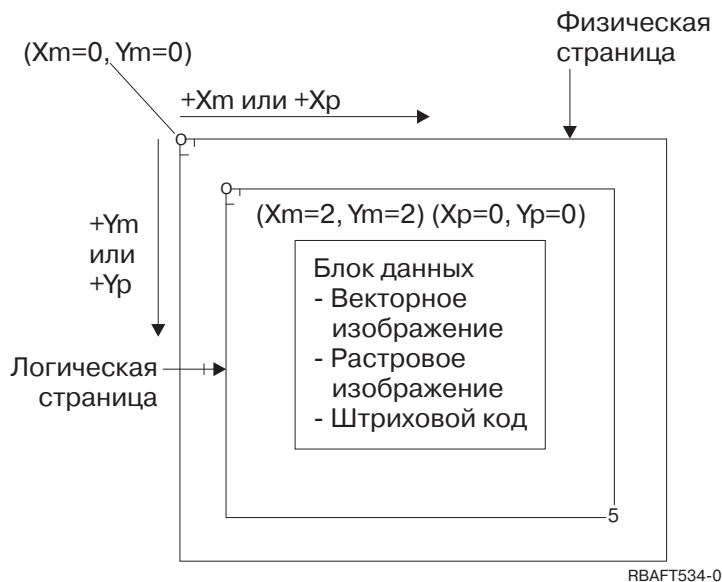 Физическая
страница
(Xm=0, Ym=0)
+Xm или +Xp
+Ym
или
+Yp
(Xm=2, Ym=2) (Xp=0, Yp=0)
Блок данных
- Векторное
изображение
- Растровое
изображение
- Штриховой код
Логическая
страница
5
RBAFT534-0